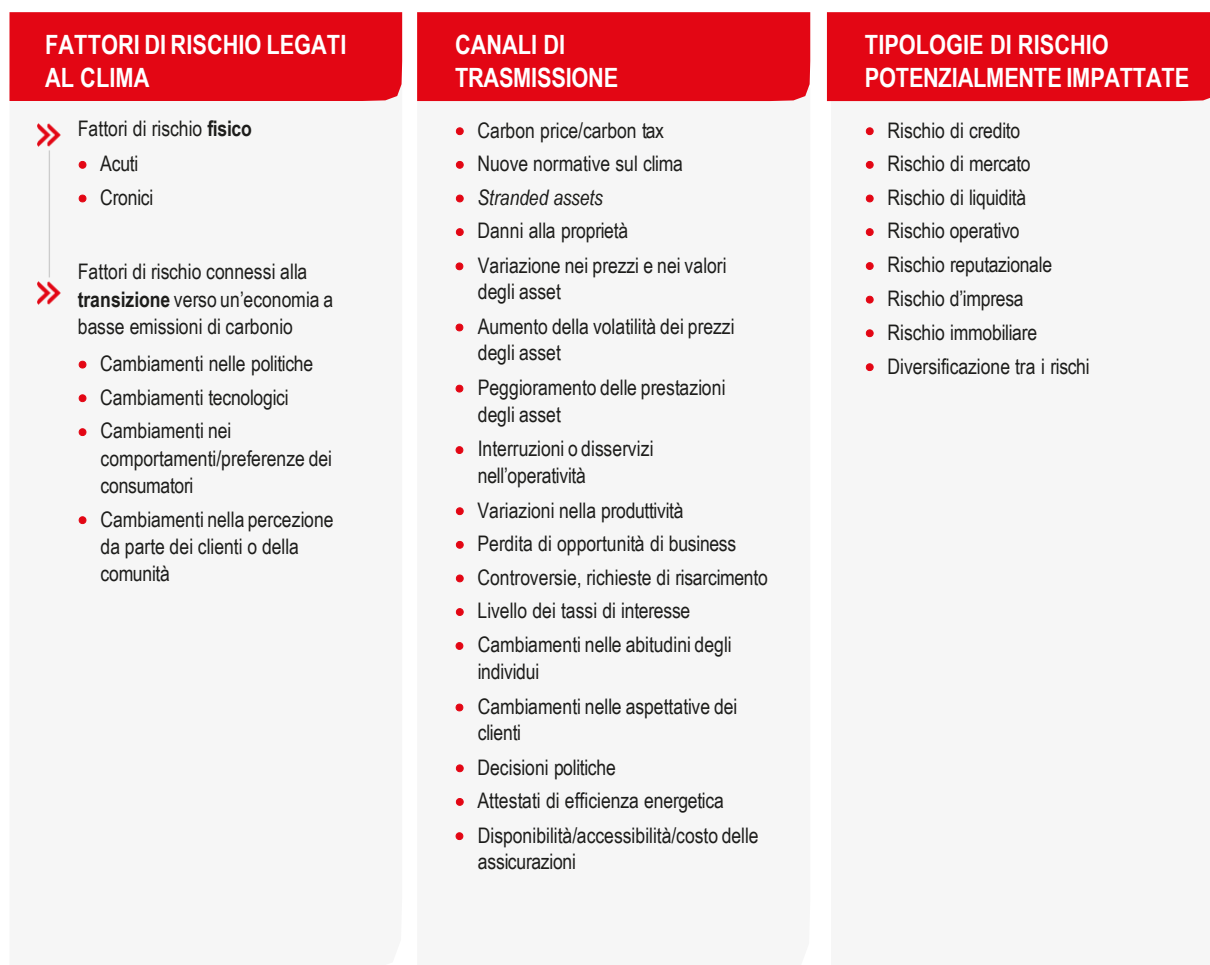 FATTORI DI RISCHIO LEGATI
AL CLIMA
Fattori di rischio fisico
• Acuti
• Cronici
Fattori di rischio connessi alla
transizione verso un'economia a
basse emissioni di carbonio
• Cambiamenti nelle politiche
• Cambiamenti tecnologici
• Cambiamenti nei
comportamenti/preferenze dei
consumatori
• Cambiamenti nella percezione
da parte dei clienti o della
comunità
CANALI DI
TRASMISSIONE
• Carbon price/carbon tax
• Nuove normative sul clima
• Stranded assets
• Danni alla proprietà
• Variazione nei prezzi e nei valori
degli asset
• Aumento della volatilità dei prezzi
degli asset
• Peggioramento delle prestazioni
degli asset
• Interruzioni o disservizi
nell'operatività
• Variazioni nella produttività
• Perdita di opportunità di business
• Controversie, richieste di risarcimento
• Livello dei tassi di interesse
• Cambiamenti nelle abitudini degli
individui
• Cambiamenti nelle aspettative dei
clienti
• Decisioni politiche
• Attestati di efficienza energetica
• Disponibilità/accessibilità/costo delle
assicurazioni
TIPOLOGIE DI RISCHIO
POTENZIALMENTE IMPATTATE
• Rischio di credito
• Rischio di mercato
• Rischio di liquidità
• Rischio operativo
• Rischio reputazionale
• Rischio d'impresa
• Rischio immobiliare
• Diversificazione tra i rischi